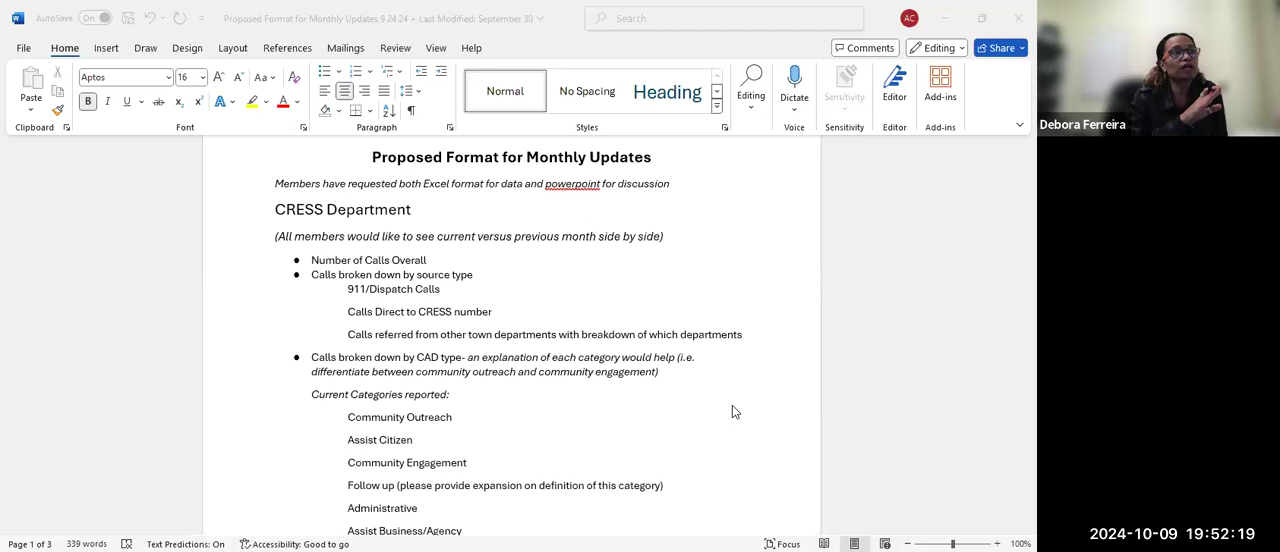 AutoSave Off
Proposed Format for Monthly Updates 9.24 24 • Last Modified: September 30
Search
AC
File Home Insert Draw Design Layout References Mailings Review View Help
Comments Editing Share
Paste
Clipboard
Aptos 16
Font
Paragraph
Normal No Spacing Heading
Styles
Editing
Dictate
Voice
Sensitivity
Sensitivity
Editor
Editor
Add-ins
Add-ins
Debora Ferreira
Proposed Format for Monthly Updates
Members have requested both Excel format for data and powerpoint for discussion
CRESS Department
(All members would like to see current versus previous month side by side)
● Number of Calls Overall
● Calls broken down by source type
911/Dispatch Calls
Calls Direct to CRESS number
Calls referred from other town departments with breakdown of which departments
● Calls broken down by CAD type- an explanation of each category would help (i.e.
differentiate between community outreach and community engagement)
Current Categories reported:
Community Outreach
Assist Citizen
Community Engagement
Follow up (please provide expansion on definition of this category)
Administrative
Assist Business/Agency
Page 1 of 3 339 words Text Predictions: On Accessibility: Good to go Focus 100%
2024-10-09 19:52:19